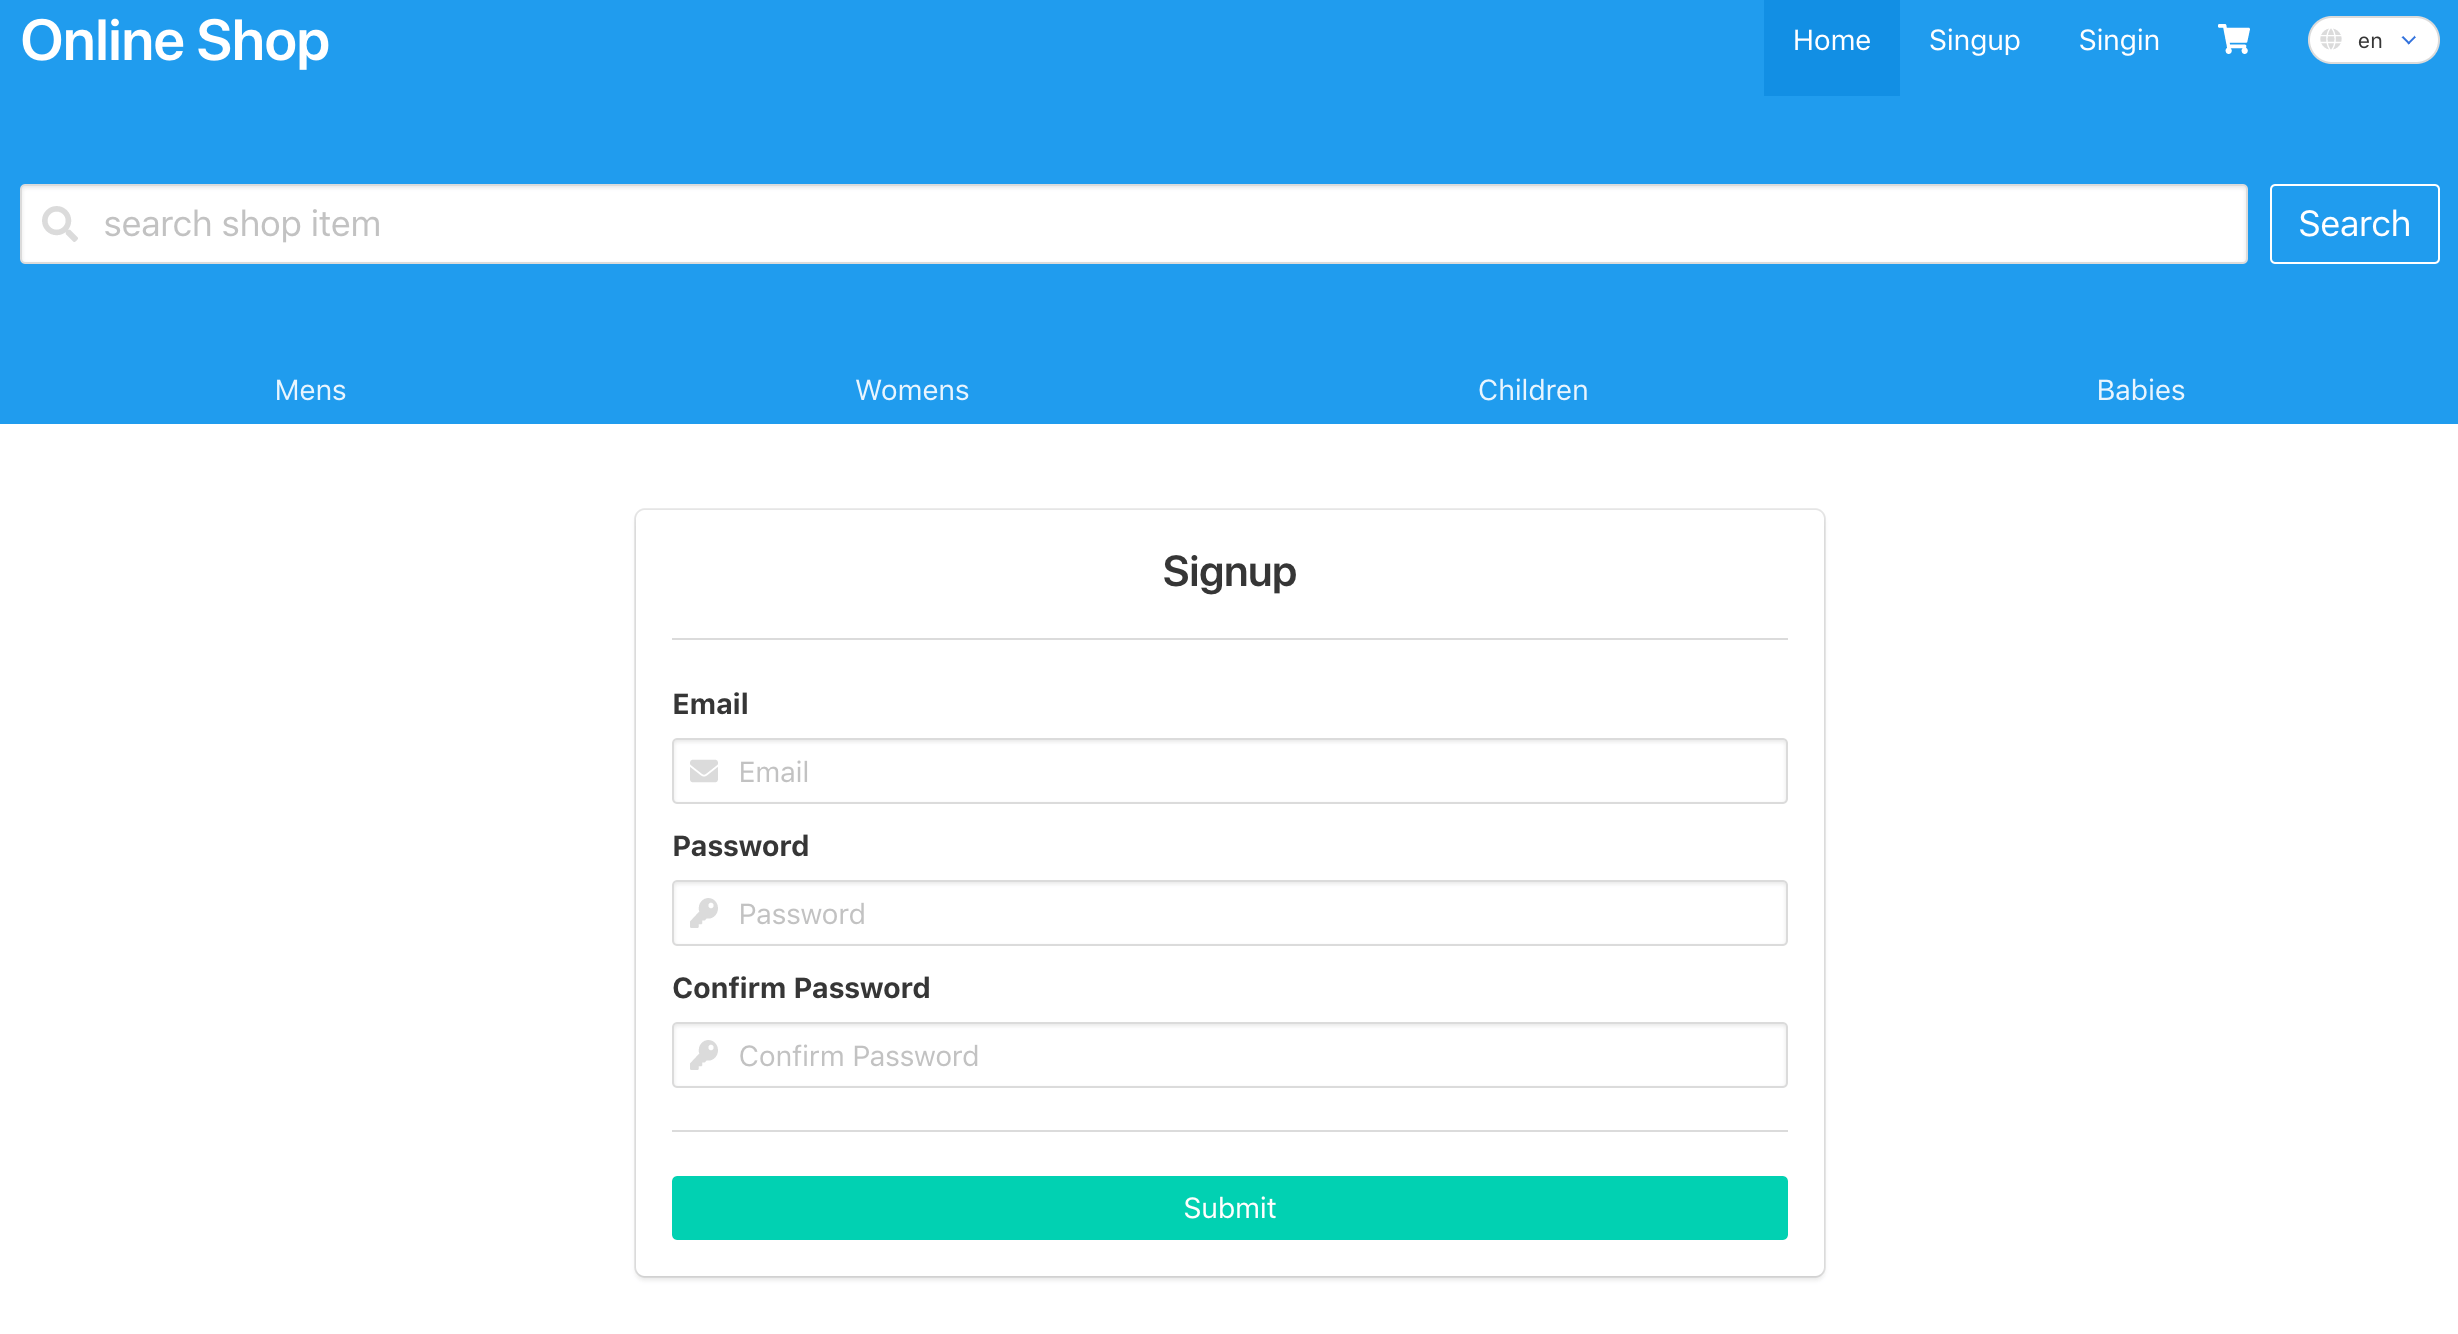 Online Shop
Home Singup Singin en
search shop item Search
Mens Womens Children Babies
Signup
Email
Email
Password
Password
Confirm Password
Confirm Password
Submit